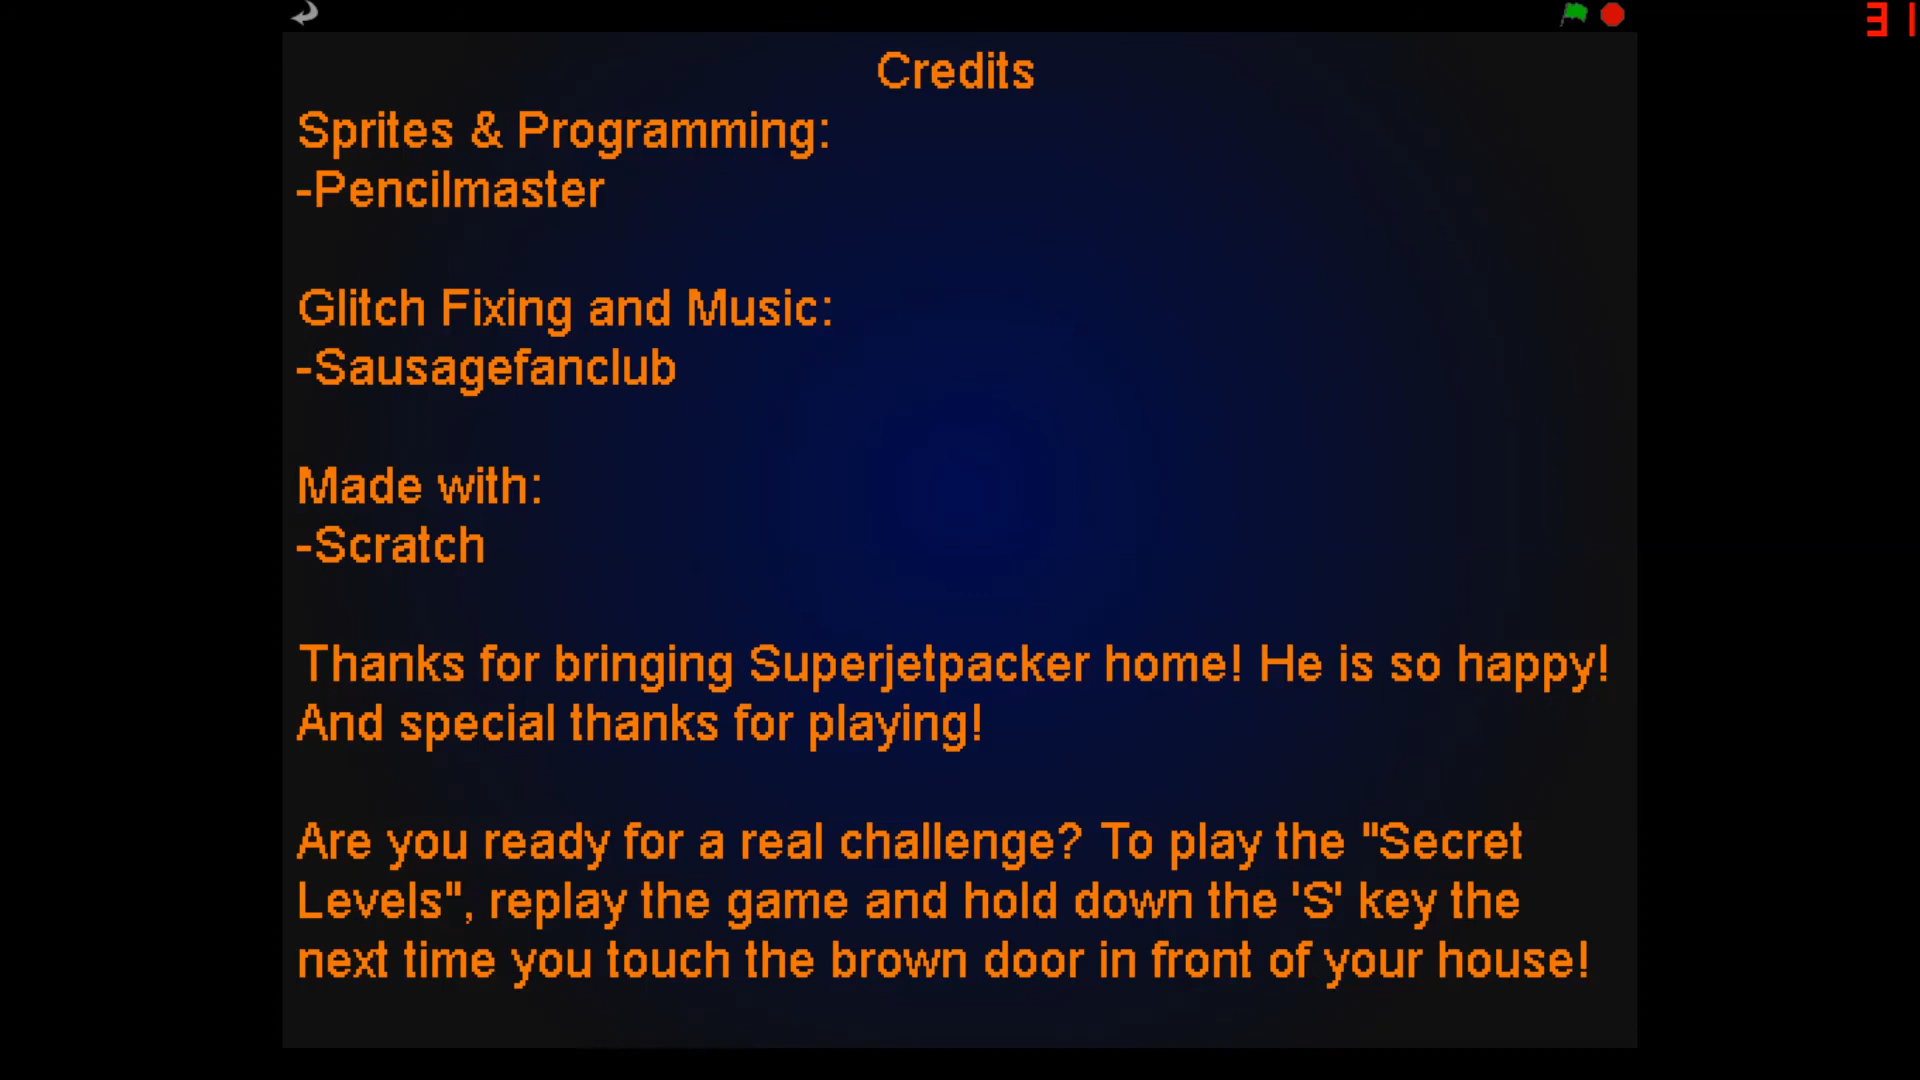 31
Credits
Sprites & Programming:
-Pencilmaster
Glitch Fixing and Music:
-Sausagefanclub
Made with:
-Scratch
Thanks for bringing Superjetpacker home! He is so happy!
And special thanks for playing!
Are you ready for a real challenge? To play the "Secret
Levels", replay the game and hold down the 'S' key the
next time you touch the brown door in front of your house!